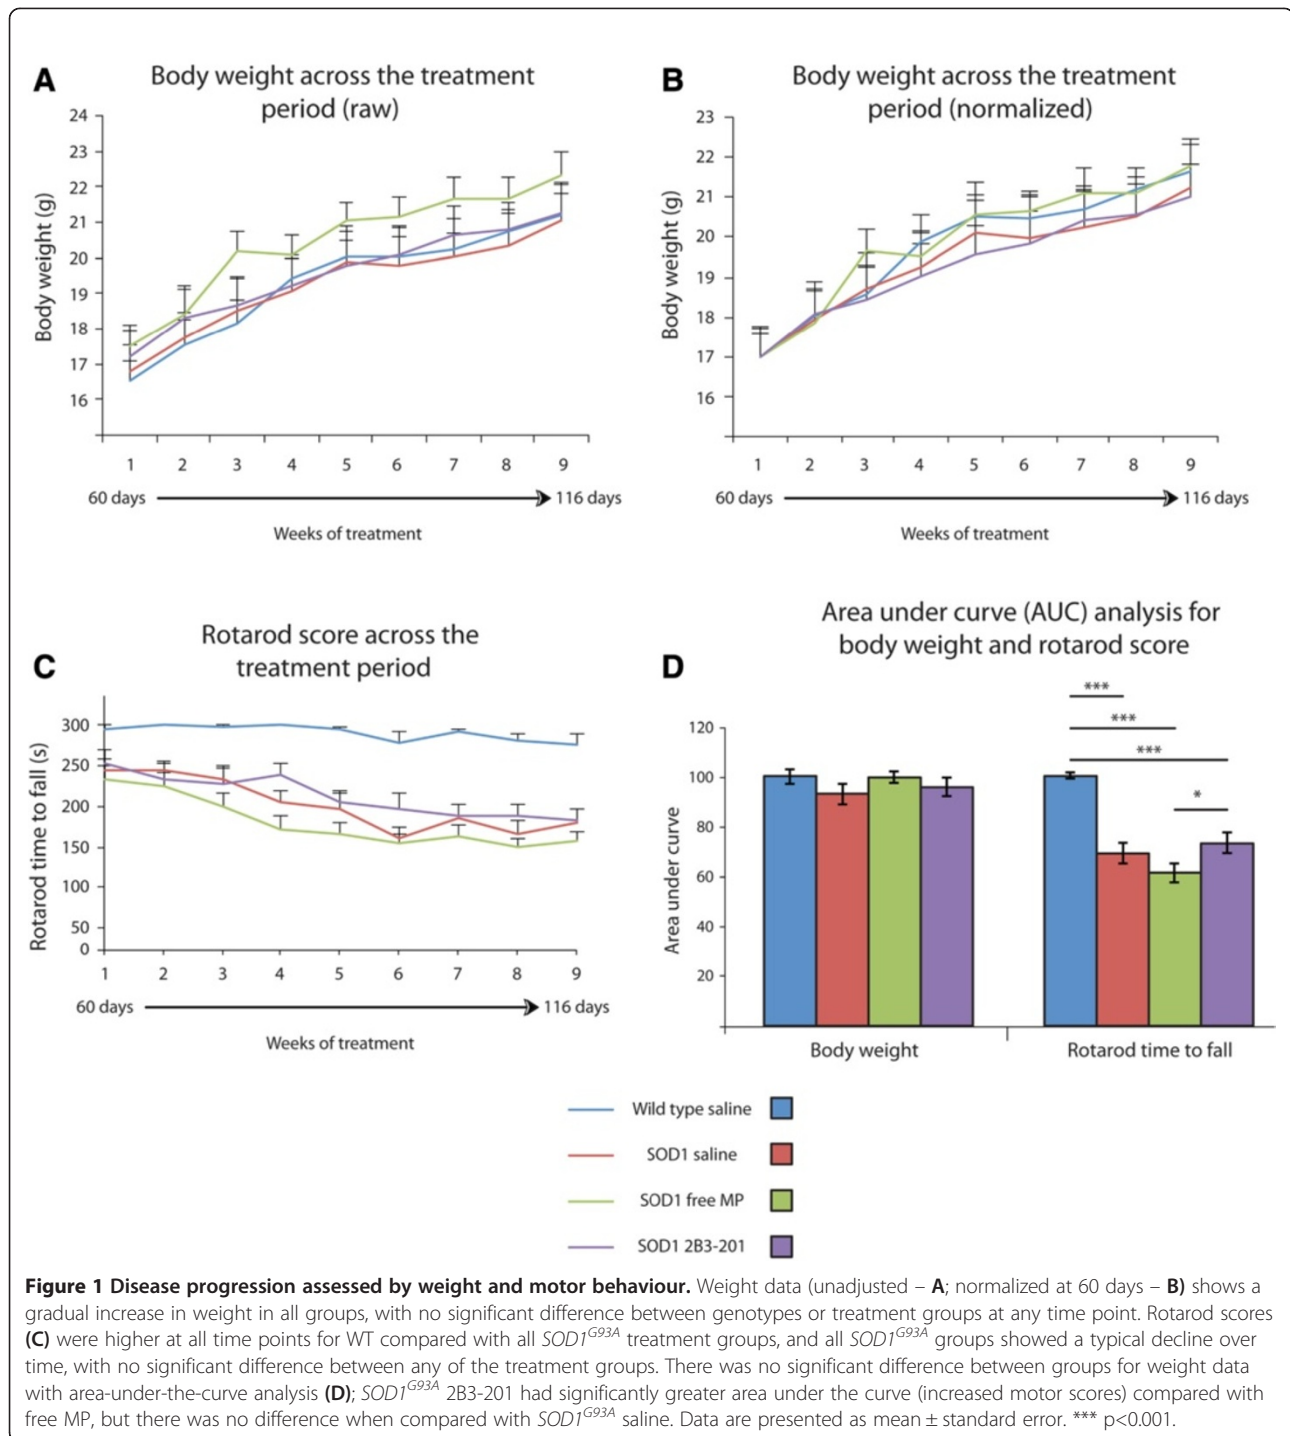 A
Body weight across the treatment
period (raw)
Body weight (g)
24
23
22
21
20
19
18
17
16
1 2 3 4 5 6 7 8 9
60 days 116 days
Weeks of treatment
B
Body weight across the treatment
period (normalized)
Body weight (g)
23
22
21
20
19
18
17
16
1 2 3 4 5 6 7 8 9
60 days 116 days
Weeks of treatment
C
Rotarod score across the
treatment period
Rotarod time to fall (s)
300
250
200
150
100
50
0
1 2 3 4 5 6 7 8 9
60 days 116 days
Weeks of treatment
D
Area under curve (AUC) analysis for
body weight and rotarod score
Area under curve
120
100
80
60
40
20
***
***
***
*
Body weight Rotarod time to fall
Wild type saline
SOD1 saline
SOD1 free MP
SOD1 2B3-201
Figure 1 Disease progression assessed by weight and motor behaviour. Weight data (unadjusted – A; normalized at 60 days – B) shows a
gradual increase in weight in all groups, with no significant difference between genotypes or treatment groups at any time point. Rotarod scores
(C) were higher at all time points for WT compared with all SOD1G93A treatment groups, and all SOD1G93A groups showed a typical decline over
time, with no significant difference between any of the treatment groups. There was no significant difference between groups for weight data
with area-under-the-curve analysis (D); SOD1G93A 2B3-201 had significantly greater area under the curve (increased motor scores) compared with
free MP, but there was no difference when compared with SOD1G93A saline. Data are presented as mean ± standard error. *** p<0.001.